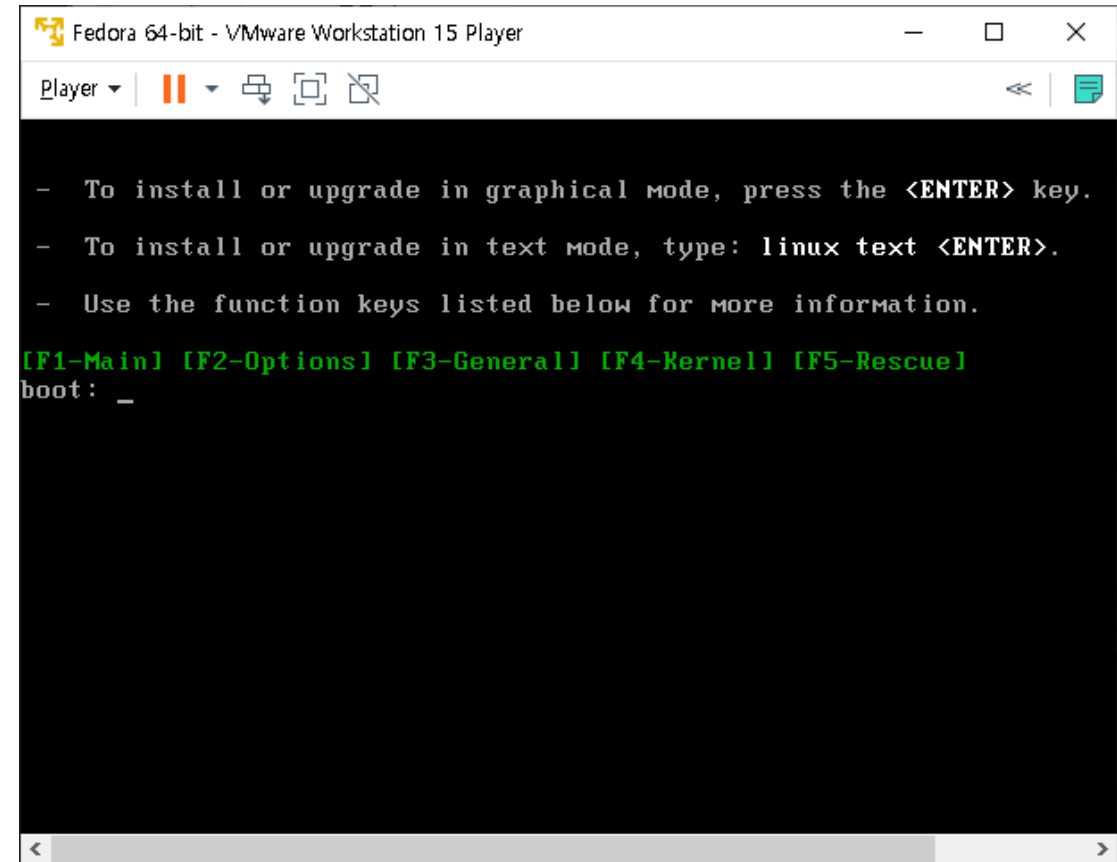 Fedora 64-bit - VMware Workstation 15 Player
Player
-  To install or upgrade in graphical mode, press the <ENTER> key.
-  To install or upgrade in text mode, type: linux text <ENTER>.
-  Use the function keys listed below for more information.
[F1-Main] [F2-Options] [F3-General] [F4-Kernel] [F5-Rescue]
boot: _